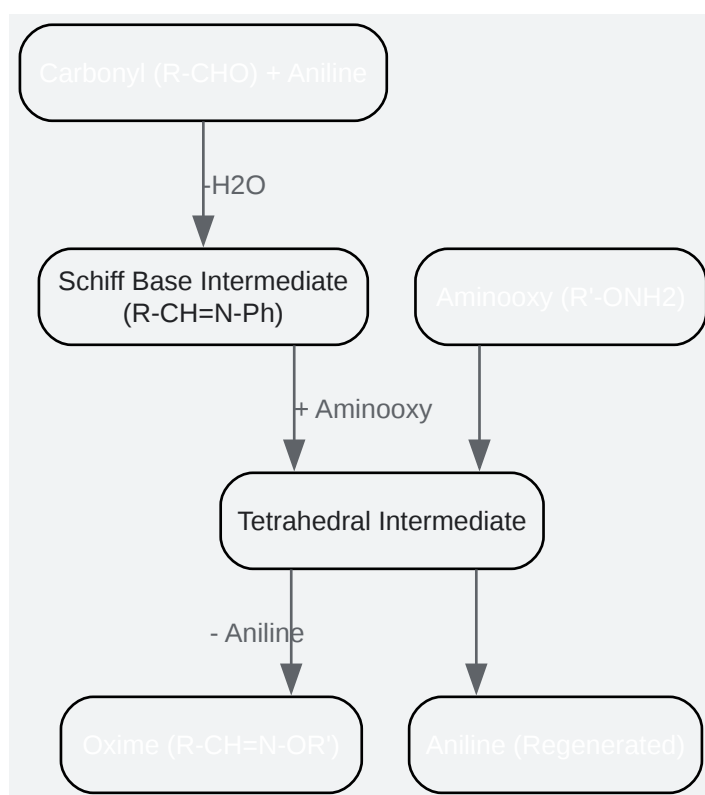 Carbonyl (R-CHO) + Aniline
-H2O
Schiff Base Intermediate
(R-CH=N-Ph)
Aminooxy (R'-ONH2)
+ Aminooxy
Tetrahedral Intermediate
- Aniline
Oxime (R-CH=N-OR')
Aniline (Regenerated)